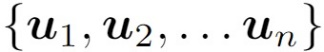 {u₁, u₂, … uₙ}